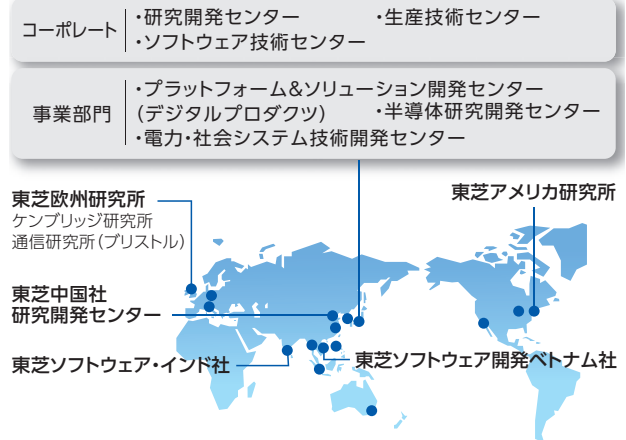 コーポレート
・研究開発センター ・生産技術センター
・ソフトウェア技術センター
事業部門
・プラットフォーム&ソリューション開発センター
(デジタルプロダクツ) ・半導体研究開発センター
・電力・社会システム技術開発センター
東芝欧州研究所
ケンブリッジ研究所
通信研究所(ブリストル)
東芝アメリカ研究所
東芝中国社
研究開発センター
東芝ソフトウェア・インド社
東芝ソフトウェア開発ベトナム社